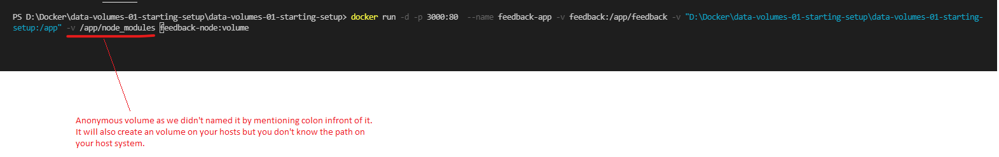 PS D:\Docker\data-volumes-01-starting-setup\data-volumes-01-starting-setup> docker run -d -p 3000:80  --name feedback-app -v feedback:/app/feedback -v "D:\Docker\data-volumes-01-starting-setup\data-volumes-01-starting-
setup:/app" -v /app/node_modules feedback-node:volume
Anonymous volume as we didn't named it by mentioning colon infront of it.
It will also create an volume on your hosts but you don't know the path on
your host system.